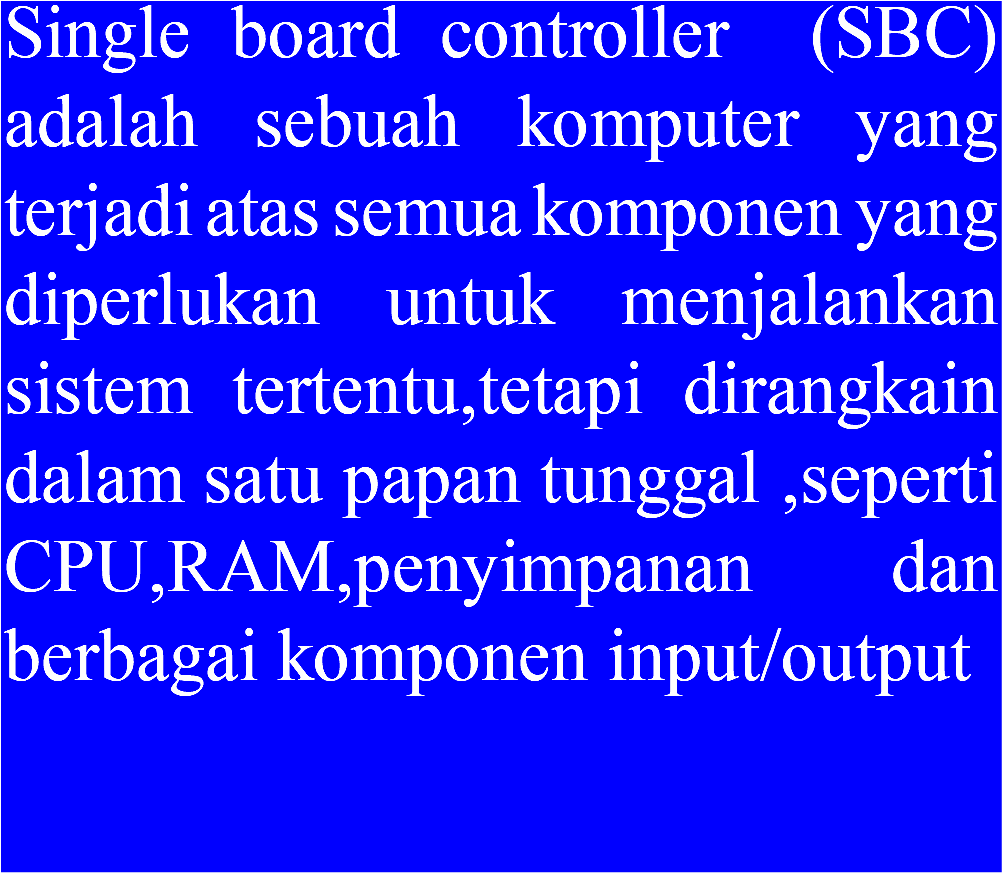 Single board controller (SBC)
adalah sebuah komputer yang
terjadi atas semua komponen yang
diperlukan untuk menjalankan
sistem tertentu,tetapi dirangkain
dalam satu papan tunggal ,seperti
CPU,RAM,penyimpanan dan
berbagai komponen input/output